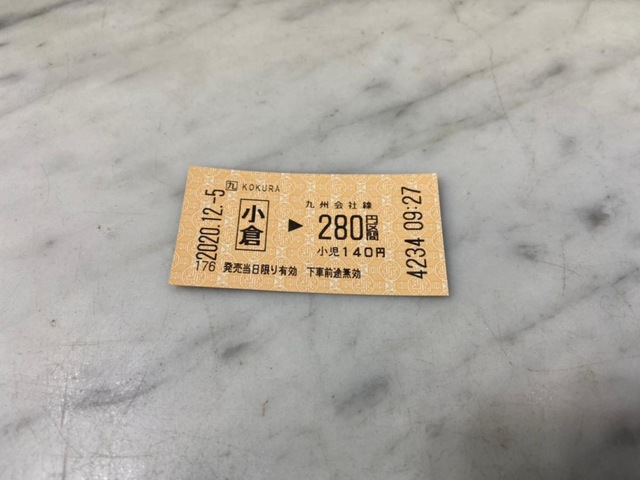 九 KOKURA
小倉
▶
九州会社線
280円区間
小児140円
発売当日限り有効 下車前途無効
2020.12.-5
176
4234 09:27